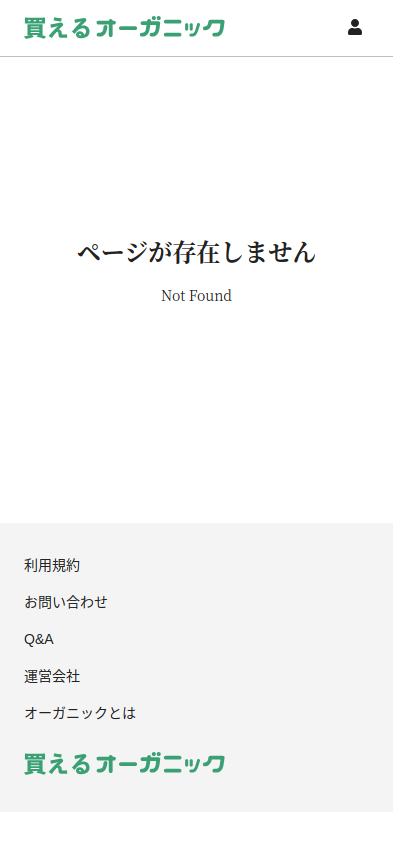 買えるオーガニック
ページが存在しません
Not Found
利用規約
お問い合わせ
Q&A
運営会社
オーガニックとは
買えるオーガニック